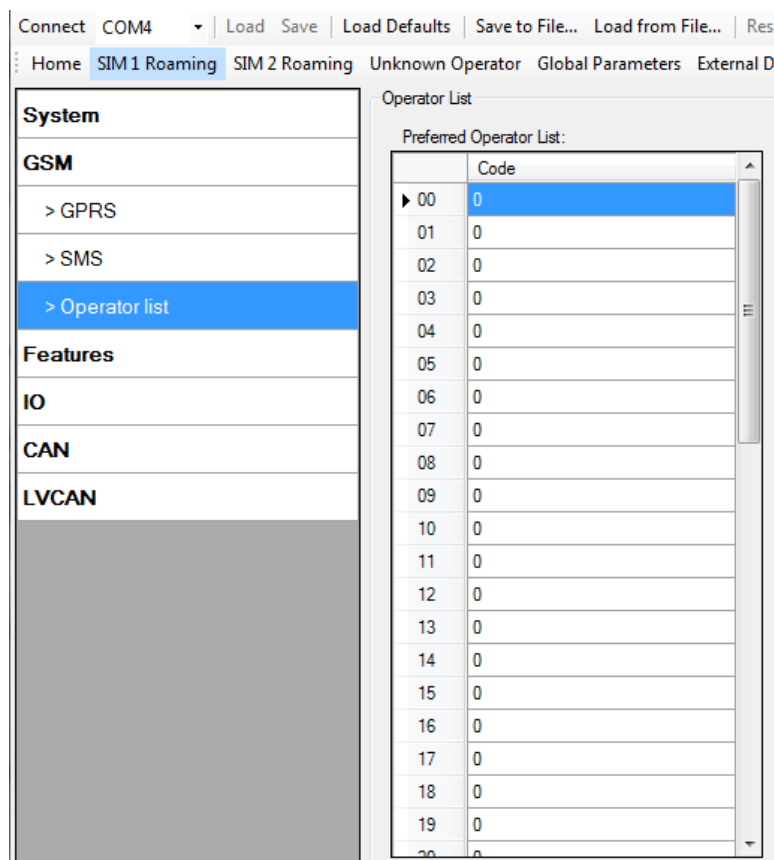 Connect COM4 Load Save Load Defaults Save to File... Load from File... Res
Home SIM 1 Roaming SIM 2 Roaming Unknown Operator Global Parameters External D
System
GSM
> GPRS
> SMS
> Operator list
Features
IO
CAN
LVCAN
Operator List
Preferred Operator List:
Code
00 0
01 0
02 0
03 0
04 0
05 0
06 0
07 0
08 0
09 0
10 0
11 0
12 0
13 0
14 0
15 0
16 0
17 0
18 0
19 0
20 0